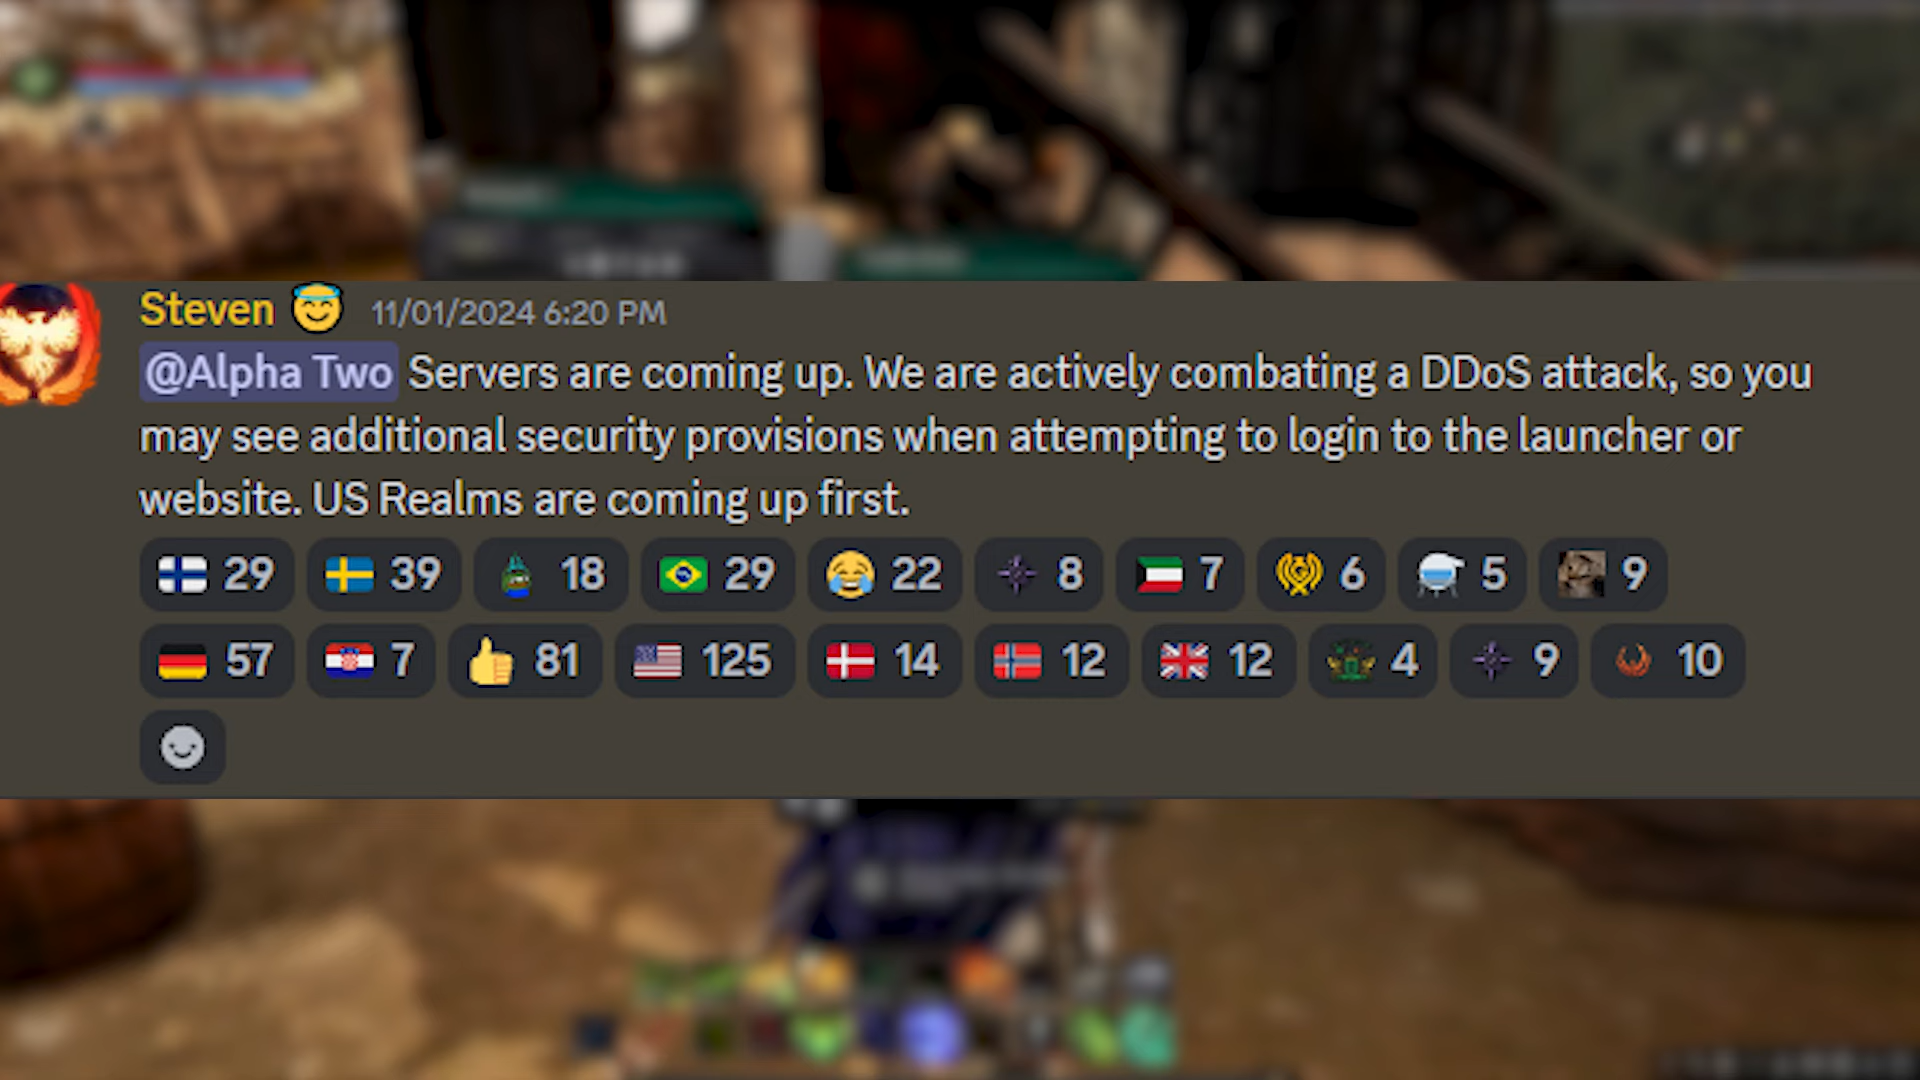 Steven 😇 11/01/2024 6:20 PM
@Alpha Two Servers are coming up. We are actively combating a DDoS attack, so you
may see additional security provisions when attempting to login to the launcher or
website. US Realms are coming up first.
29 39 18 29 22 8 7 6 5 9
57 7 81 125 14 12 12 4 9 10